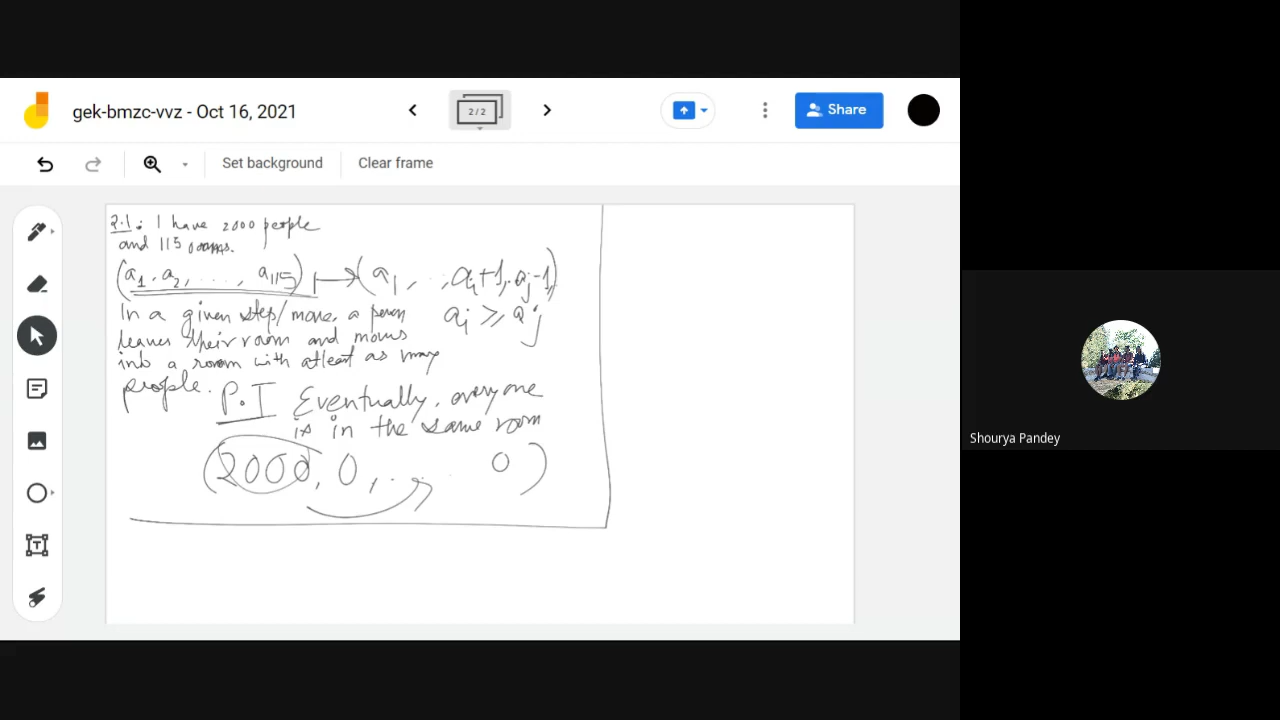 gek-bmzc-vvz - Oct 16, 2021
2/2
Share
Set background
Clear frame
Q.1: I have 2000 people
and 115 rooms.
(a1, a2, ...., a115) ↦ (a1, .., ai+1, .aj-1,)
In a given step/move, a person
leaves their room and moves
into a room with atleast as many
people.
ai ≥ aj
P.T Eventually, everyone
is in the same room
(2000, 0, .... 0)
Shourya Pandey